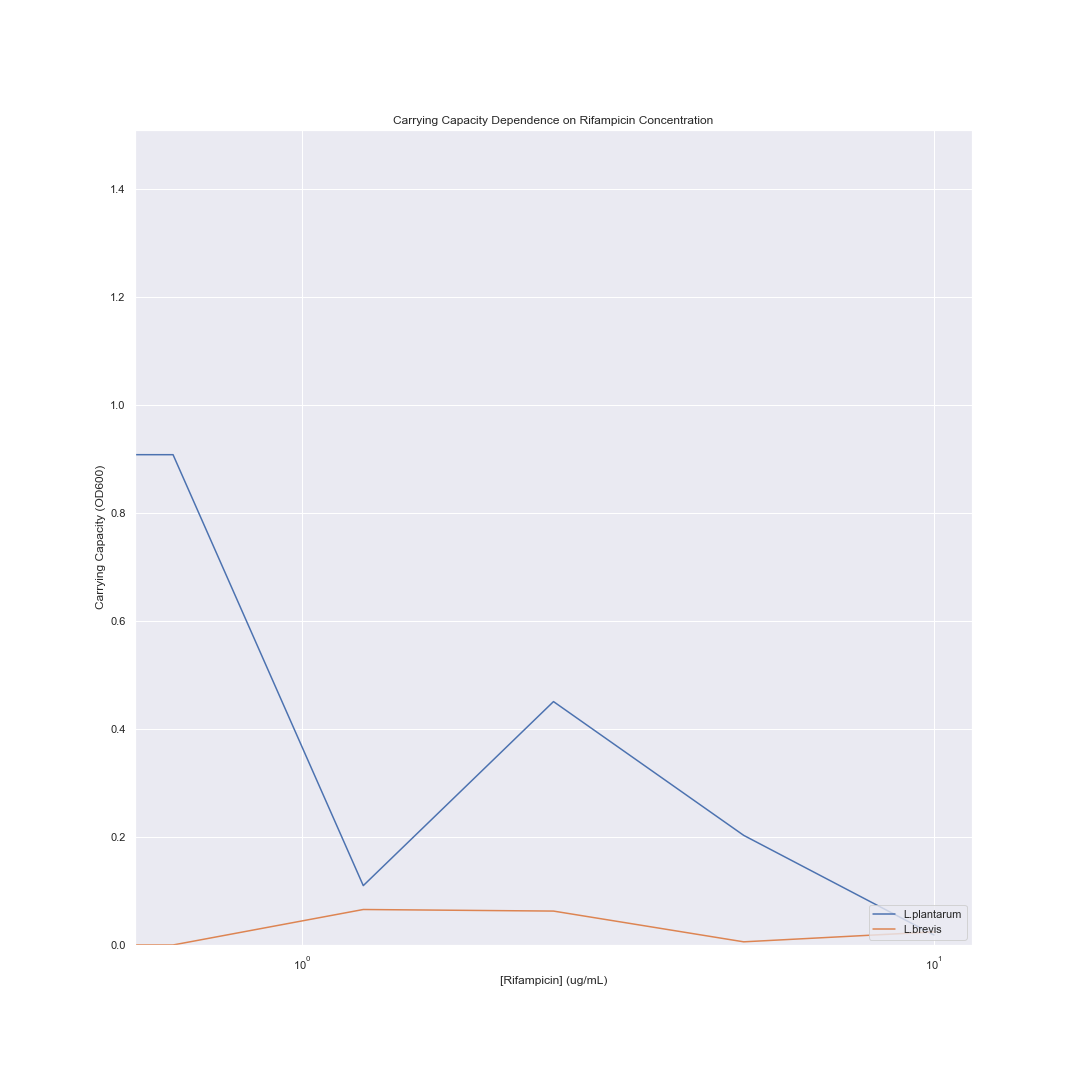 Carrying Capacity Dependence on Rifampicin Concentration
1.4
1.2
1.0
0.8
0.6
0.4
0.2
0.0
Carrying Capacity (OD600)
L.plantarum
L.brevis
10⁰
10¹
[Rifampicin] (ug/mL)